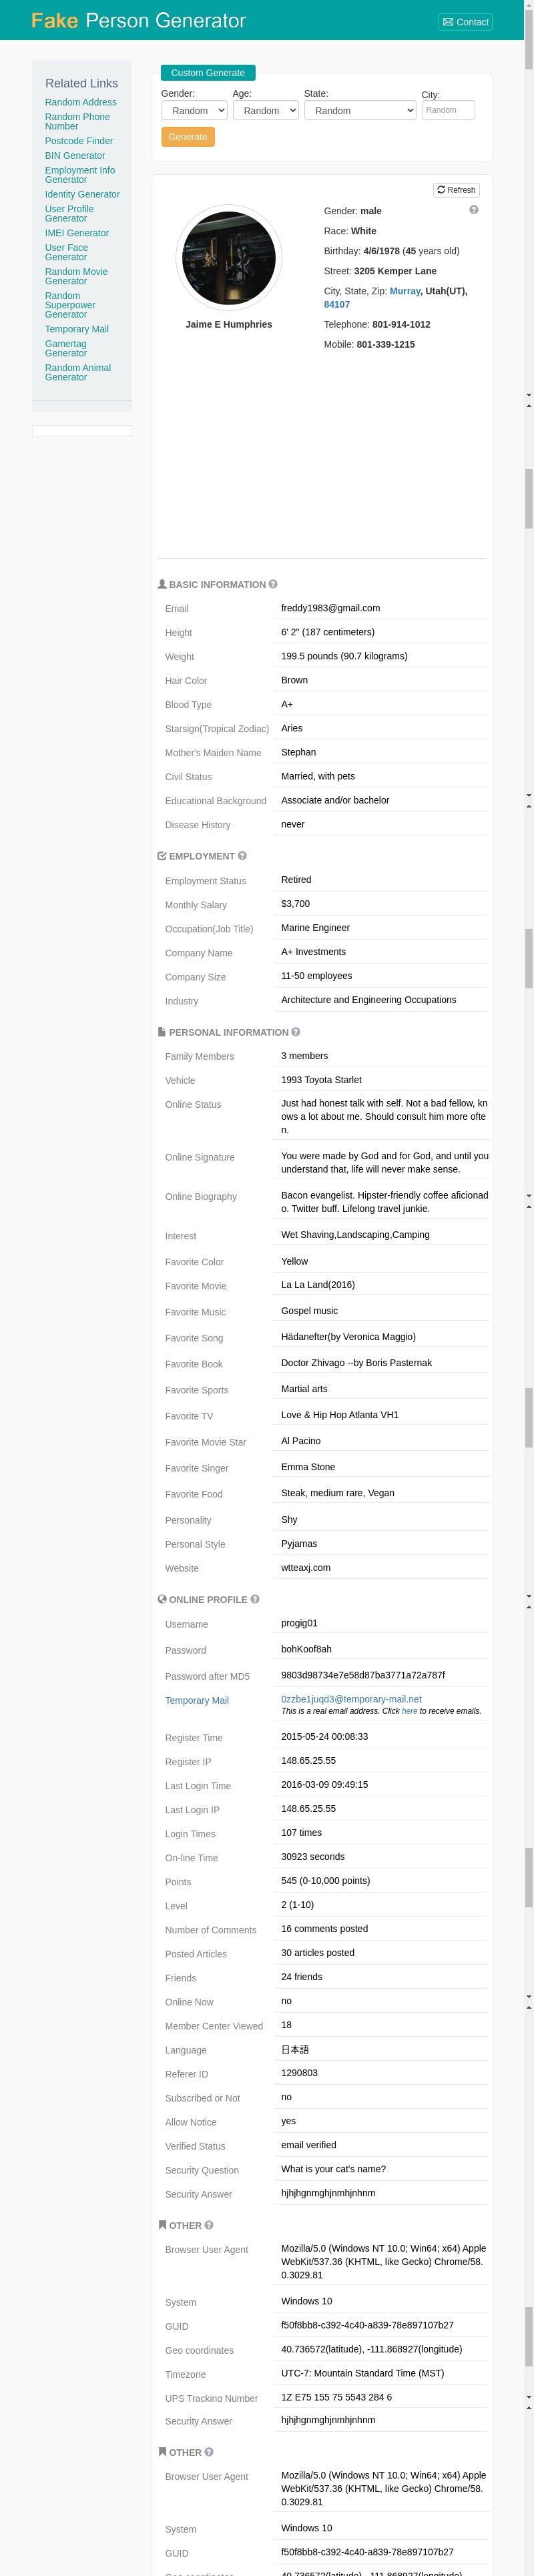 Fake Person Generator
Contact
Related Links
Random Address
Random Phone
Number
Postcode Finder
BIN Generator
Employment Info
Generator
Identity Generator
User Profile
Generator
IMEI Generator
User Face
Generator
Random Movie
Generator
Random
Superpower
Generator
Temporary Mail
Gamertag
Generator
Random Animal
Generator
Custom Generate
Gender: Age: State: City:
Random Random Random Random
Generate
Refresh
Jaime E Humphries
Gender: male
Race: White
Birthday: 4/6/1978 (45 years old)
Street: 3205 Kemper Lane
City, State, Zip: Murray, Utah(UT),
84107
Telephone: 801-914-1012
Mobile: 801-339-1215
BASIC INFORMATION
Email freddy1983@gmail.com
Height 6' 2" (187 centimeters)
Weight 199.5 pounds (90.7 kilograms)
Hair Color Brown
Blood Type A+
Starsign(Tropical Zodiac) Aries
Mother's Maiden Name Stephan
Civil Status Married, with pets
Educational Background Associate and/or bachelor
Disease History never
EMPLOYMENT
Employment Status Retired
Monthly Salary $3,700
Occupation(Job Title) Marine Engineer
Company Name A+ Investments
Company Size 11-50 employees
Industry Architecture and Engineering Occupations
PERSONAL INFORMATION
Family Members 3 members
Vehicle 1993 Toyota Starlet
Online Status Just had honest talk with self. Not a bad fellow, kn
ows a lot about me. Should consult him more ofte
n.
Online Signature You were made by God and for God, and until you
understand that, life will never make sense.
Online Biography Bacon evangelist. Hipster-friendly coffee aficionad
o. Twitter buff. Lifelong travel junkie.
Interest Wet Shaving,Landscaping,Camping
Favorite Color Yellow
Favorite Movie La La Land(2016)
Favorite Music Gospel music
Favorite Song Hädanefter(by Veronica Maggio)
Favorite Book Doctor Zhivago --by Boris Pasternak
Favorite Sports Martial arts
Favorite TV Love & Hip Hop Atlanta VH1
Favorite Movie Star Al Pacino
Favorite Singer Emma Stone
Favorite Food Steak, medium rare, Vegan
Personality Shy
Personal Style Pyjamas
Website wtteaxj.com
ONLINE PROFILE
Username progig01
Password bohKoof8ah
Password after MD5 9803d98734e7e58d87ba3771a72a787f
Temporary Mail 0zzbe1juqd3@temporary-mail.net
This is a real email address. Click here to receive emails.
Register Time 2015-05-24 00:08:33
Register IP 148.65.25.55
Last Login Time 2016-03-09 09:49:15
Last Login IP 148.65.25.55
Login Times 107 times
On-line Time 30923 seconds
Points 545 (0-10,000 points)
Level 2 (1-10)
Number of Comments 16 comments posted
Posted Articles 30 articles posted
Friends 24 friends
Online Now no
Member Center Viewed 18
Language 日本語
Referer ID 1290803
Subscribed or Not no
Allow Notice yes
Verified Status email verified
Security Question What is your cat's name?
Security Answer hjhjhgnmghjnmhjnhnm
OTHER
Browser User Agent Mozilla/5.0 (Windows NT 10.0; Win64; x64) Apple
WebKit/537.36 (KHTML, like Gecko) Chrome/58.
0.3029.81
System Windows 10
GUID f50f8bb8-c392-4c40-a839-78e897107b27
Geo coordinates 40.736572(latitude), -111.868927(longitude)
Timezone UTC-7: Mountain Standard Time (MST)
UPS Tracking Number 1Z E75 155 75 5543 284 6
Security Answer hjhjhgnmghjnmhjnhnm
OTHER
Browser User Agent Mozilla/5.0 (Windows NT 10.0; Win64; x64) Apple
WebKit/537.36 (KHTML, like Gecko) Chrome/58.
0.3029.81
System Windows 10
GUID f50f8bb8-c392-4c40-a839-78e897107b27
Geo coordinates 40.736572(latitude), -111.868927(longitude)